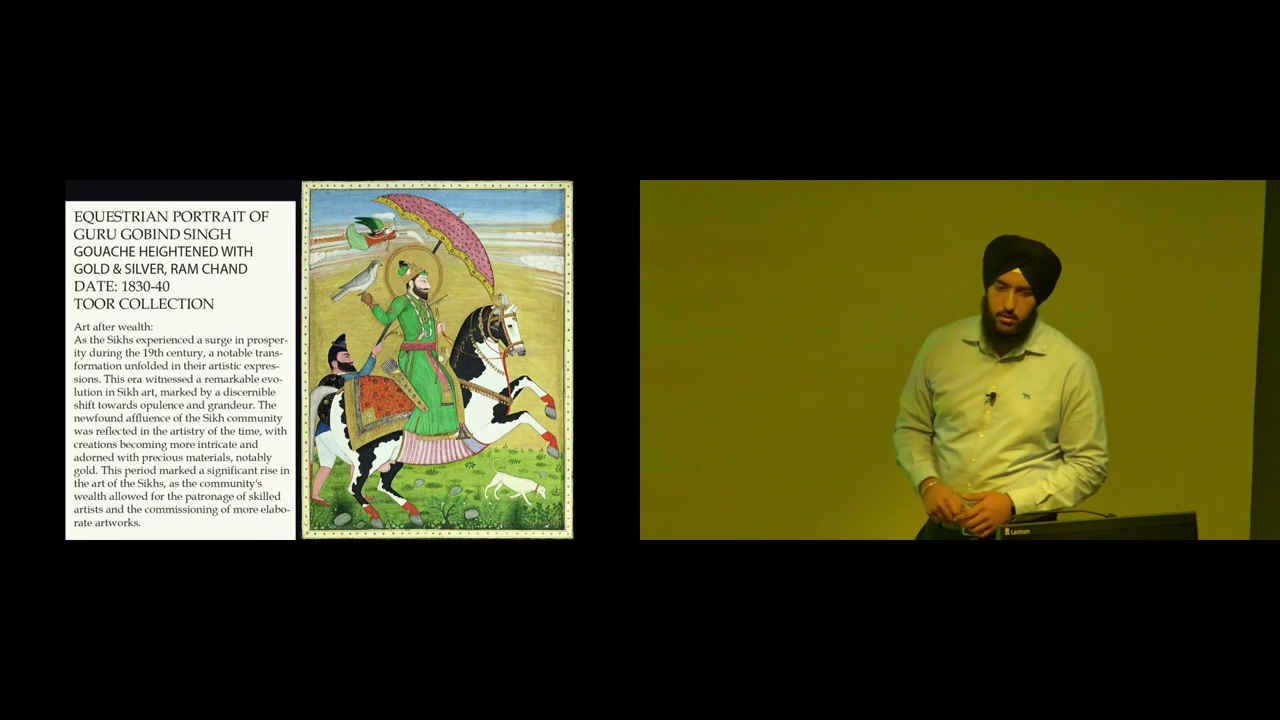 EQUESTRIAN PORTRAIT OF
GURU GOBIND SINGH
GOUACHE HEIGHTENED WITH
GOLD & SILVER, RAM CHAND
DATE: 1830-40
TOOR COLLECTION
Art after wealth:
As the Sikhs experienced a surge in prosper-
ity during the 19th century, a notable trans-
formation unfolded in their artistic expres-
sions. This era witnessed a remarkable evo-
lution in Sikh art, marked by a discernible
shift towards opulence and grandeur. The
newfound affluence of the Sikh community
was reflected in the artistry of the time, with
creations becoming more intricate and
adorned with precious materials, notably
gold. This period marked a significant rise in
the art of the Sikhs, as the community's
wealth allowed for the patronage of skilled
artists and the commissioning of more elabo-
rate artworks.
Lectrum